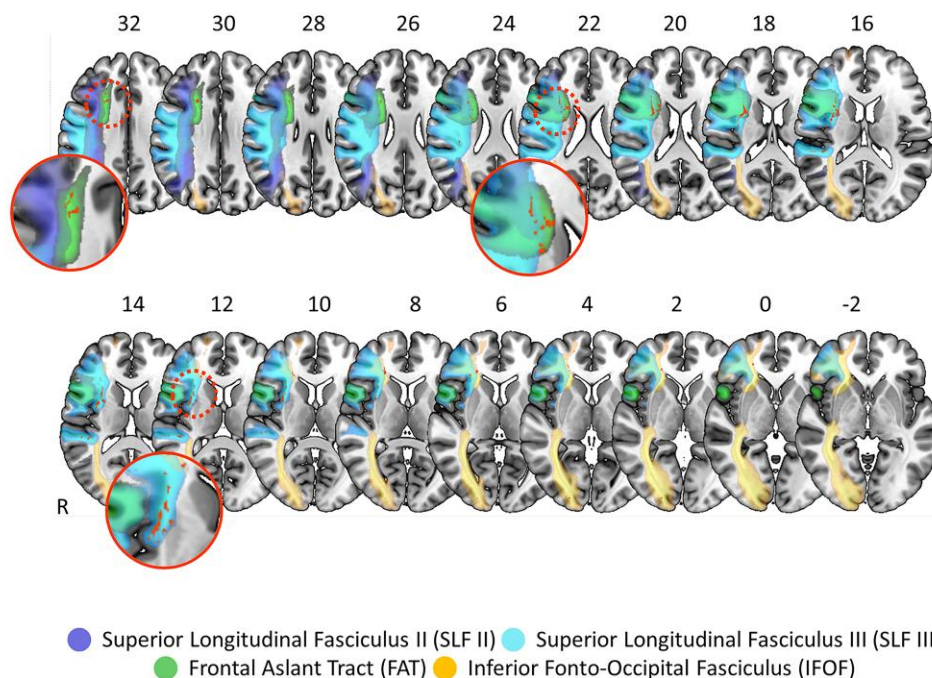 32 30 28 26 24 22 20 18 16
14 12 10 8 6 4 2 0 -2
R
Superior Longitudinal Fasciculus II (SLF II) Superior Longitudinal Fasciculus III (SLF III
Frontal Aslant Tract (FAT) Inferior Fonto-Occipital Fasciculus (IFOF)